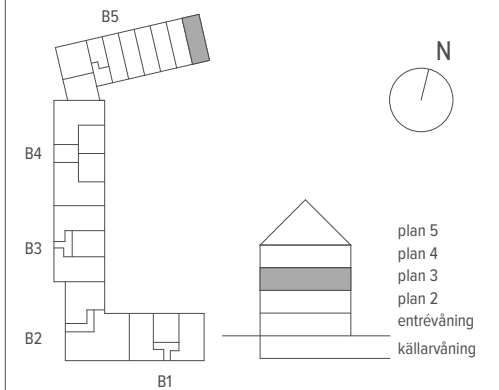 B5
N
B4
B3
B2
B1
plan 5
plan 4
plan 3
plan 2
entrévåning
källarvåning